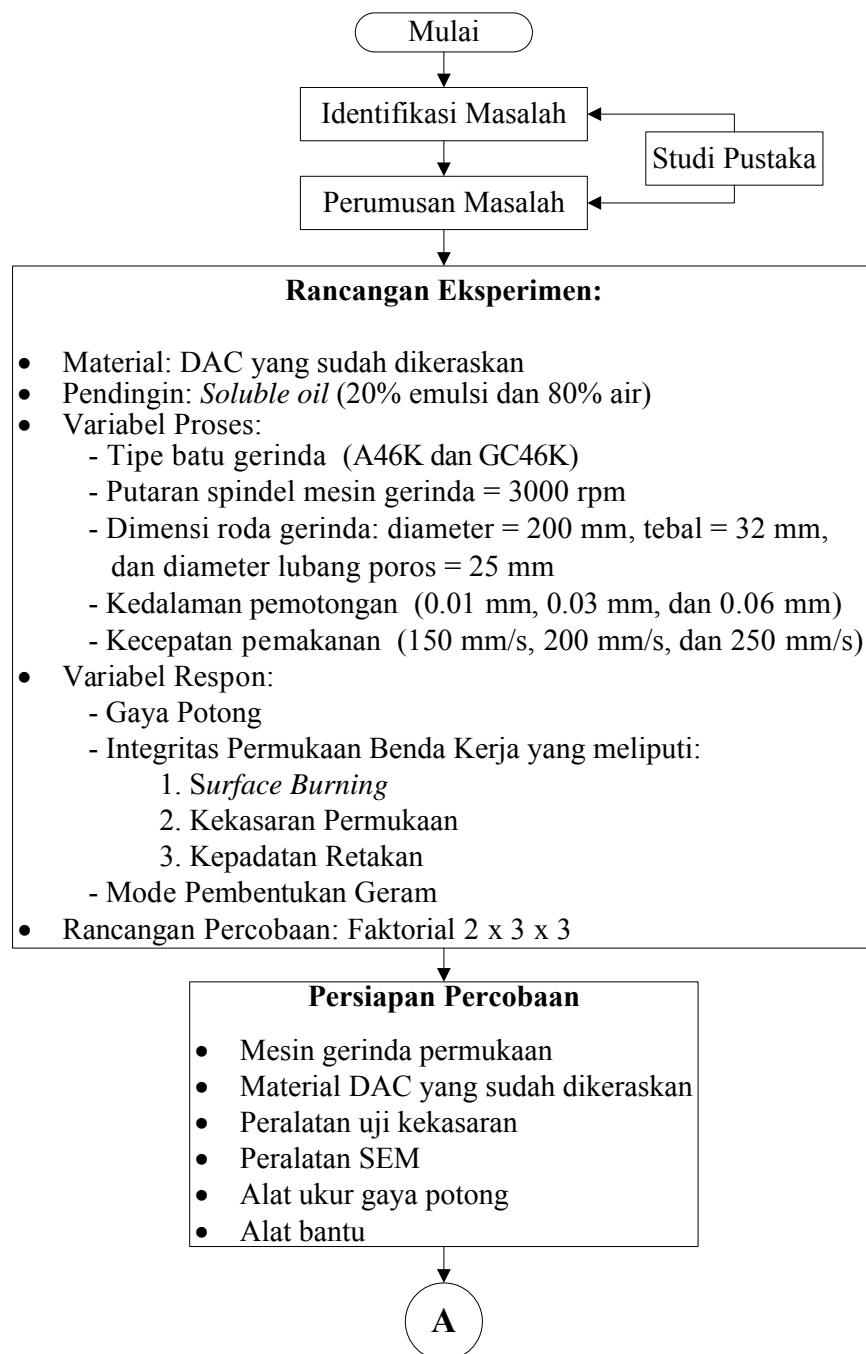 Mulai
Identifikasi Masalah
Studi Pustaka
Perumusan Masalah
Rancangan Eksperimen:
• Material: DAC yang sudah dikeraskan
• Pendingin: Soluble oil (20% emulsi dan 80% air)
• Variabel Proses:
- Tipe batu gerinda (A46K dan GC46K)
- Putaran spindel mesin gerinda = 3000 rpm
- Dimensi roda gerinda: diameter = 200 mm, tebal = 32 mm,
dan diameter lubang poros = 25 mm
- Kedalaman pemotongan (0.01 mm, 0.03 mm, dan 0.06 mm)
- Kecepatan pemakanan (150 mm/s, 200 mm/s, dan 250 mm/s)
• Variabel Respon:
- Gaya Potong
- Integritas Permukaan Benda Kerja yang meliputi:
1. Surface Burning
2. Kekasaran Permukaan
3. Kepadatan Retakan
- Mode Pembentukan Geram
• Rancangan Percobaan: Faktorial 2 x 3 x 3
Persiapan Percobaan
• Mesin gerinda permukaan
• Material DAC yang sudah dikeraskan
• Peralatan uji kekasaran
• Peralatan SEM
• Alat ukur gaya potong
• Alat bantu
A